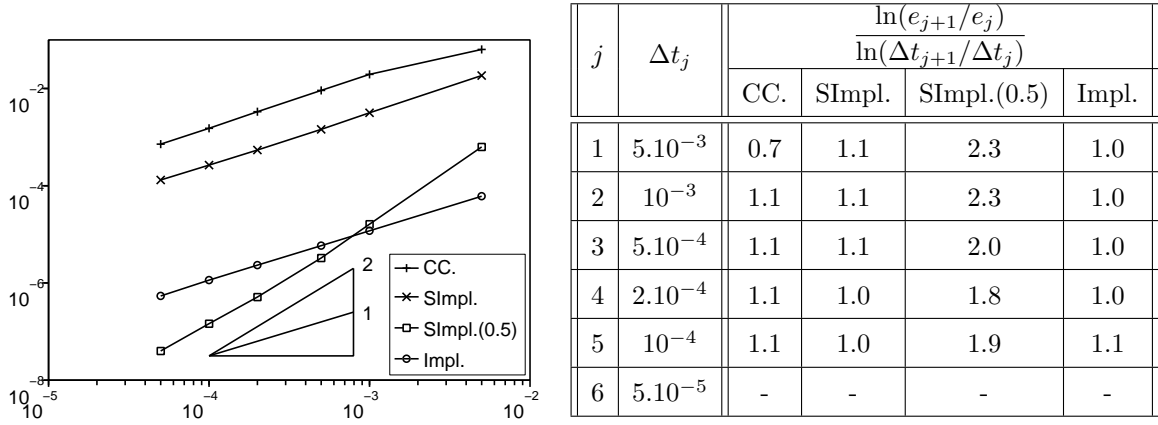 10−2
10−4
10−6
10−8
10−5 10−4 10−3 10−2
2
1
CC.
SImpl.
SImpl.(0.5)
Impl.
j Δtj ln(ej+1/ej)
ln(Δtj+1/Δtj)
CC. SImpl. SImpl.(0.5) Impl.
1 5.10−3 0.7 1.1 2.3 1.0
2 10−3 1.1 1.1 2.3 1.0
3 5.10−4 1.1 1.1 2.0 1.0
4 2.10−4 1.1 1.0 1.8 1.0
5 10−4 1.1 1.0 1.9 1.1
6 5.10−5 - - - -